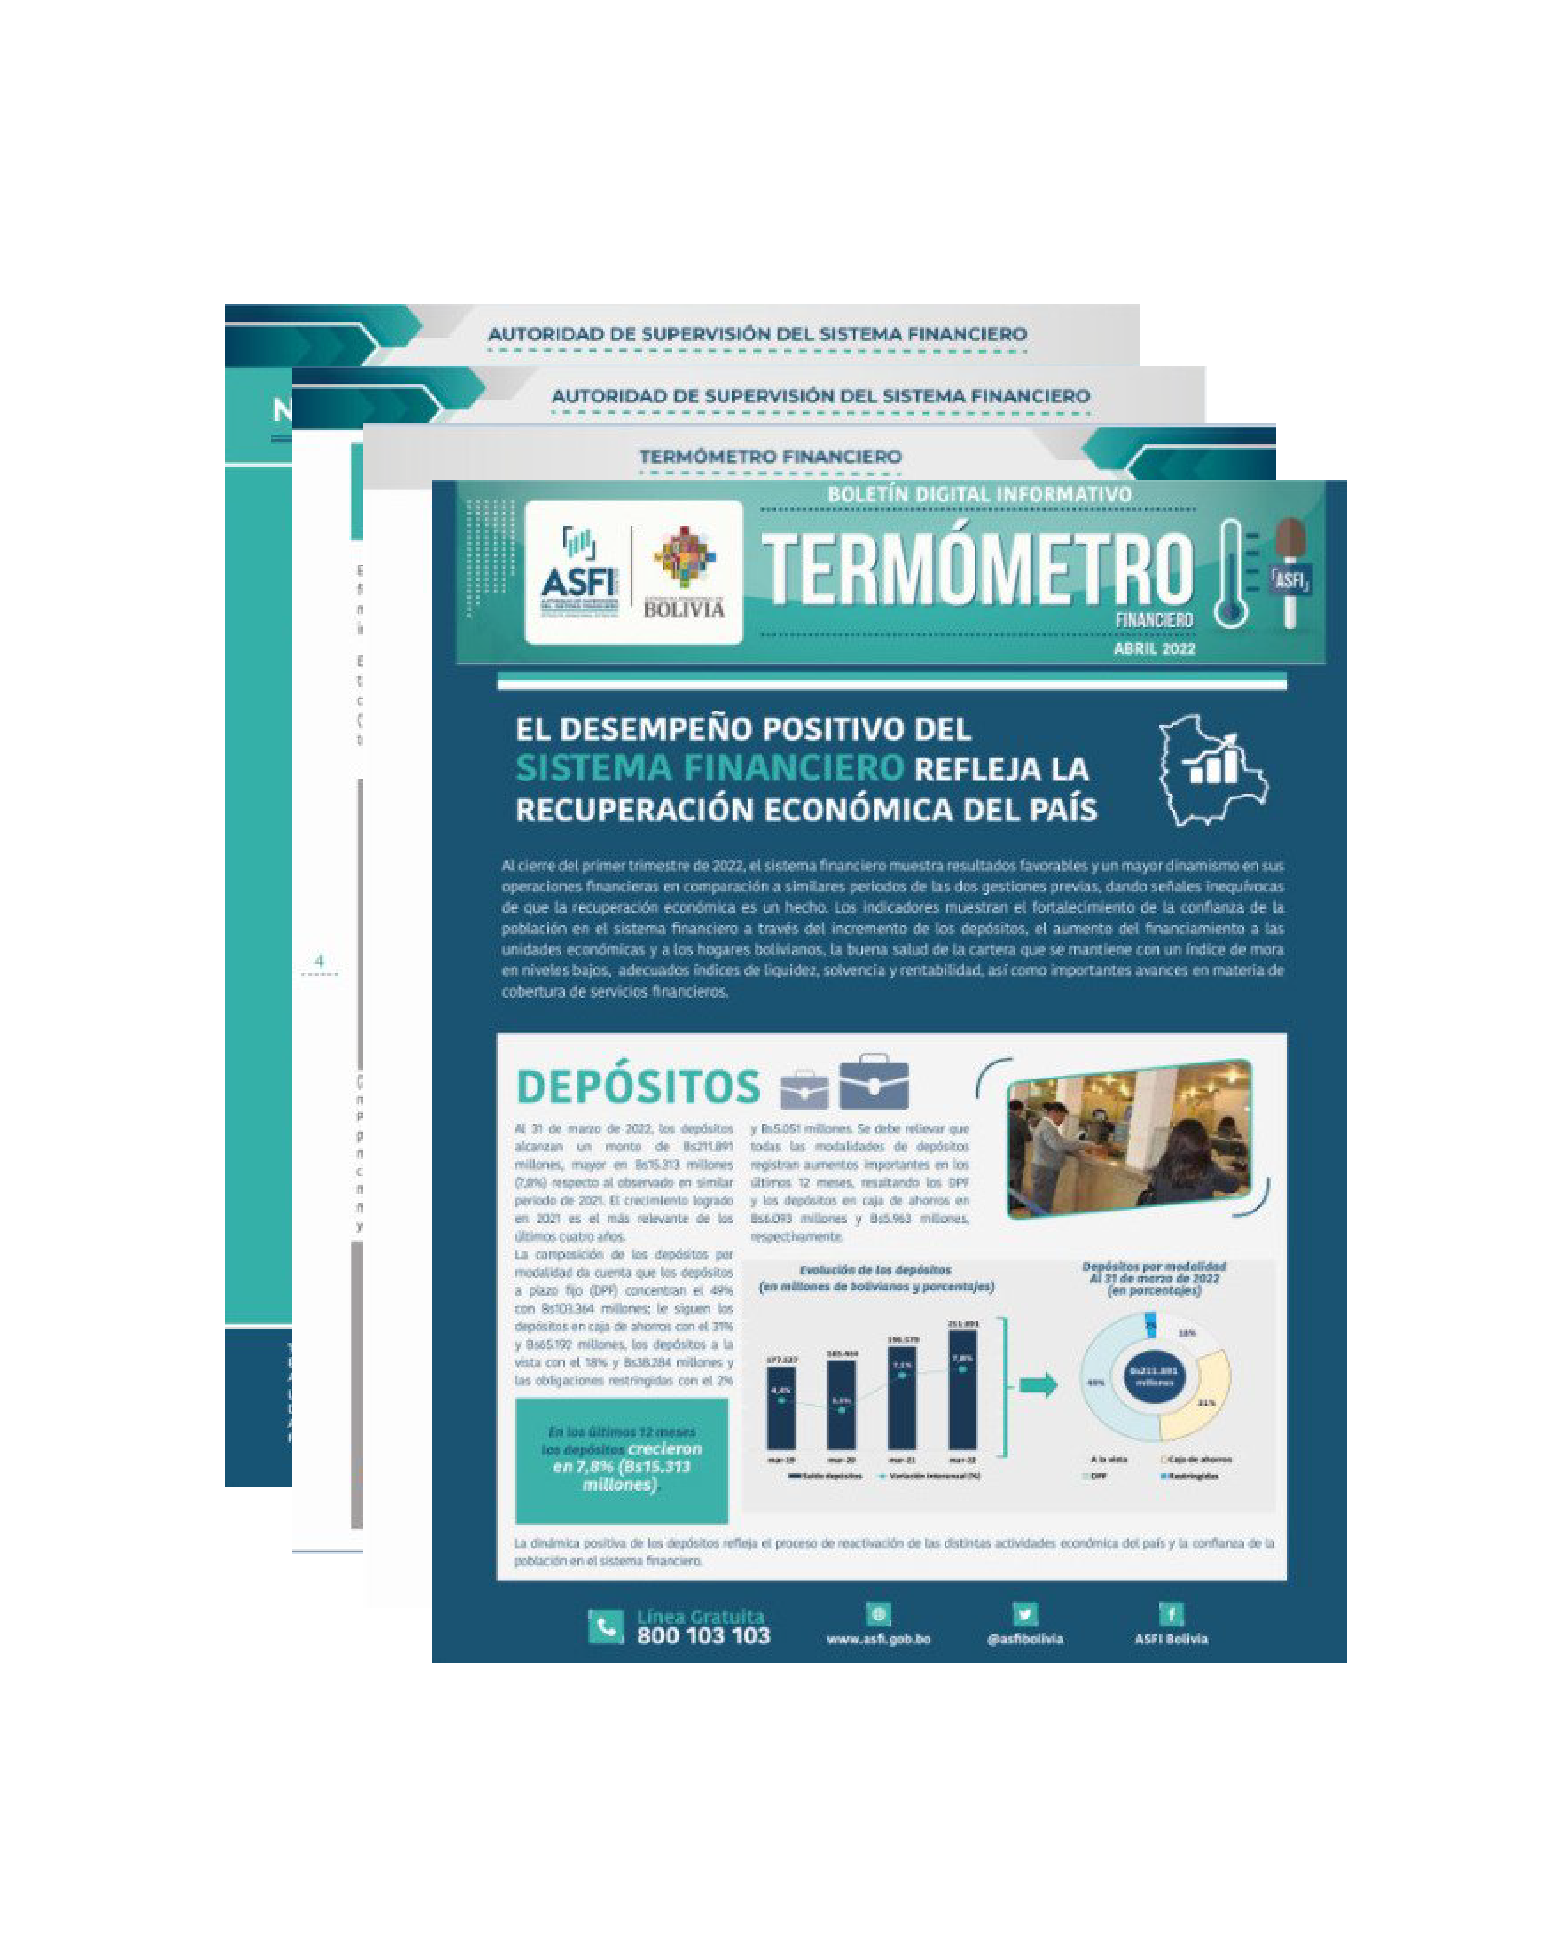 AUTORIDAD DE SUPERVISIÓN DEL SISTEMA FINANCIERO
N
AUTORIDAD DE SUPERVISIÓN DEL SISTEMA FINANCIERO
4
TERMÓMETRO FINANCIERO
BOLETÍN DIGITAL INFORMATIVO
ASFI
BOLIVIA
TERMÓMETRO
FINANCIERO
ABRIL 2022
ASFI
EL DESEMPEÑO POSITIVO DEL
SISTEMA FINANCIERO REFLEJA LA
RECUPERACIÓN ECONÓMICA DEL PAÍS
Al cierre del primer trimestre de 2022, el sistema financiero muestra resultados favorables y un mayor dinamismo en sus
operaciones financieras en comparación a similares periodos de las dos gestiones previas, dando señales inequívocas
de que la recuperación económica es un hecho. Los indicadores muestran el fortalecimiento de la confianza de la
población en el sistema financiero a través del incremento de los depósitos, el aumento del financiamiento a las
unidades económicas y a los hogares bolivianos, la buena salud de la cartera que se mantiene con un índice de mora
en niveles bajos, adecuados índices de liquidez, solvencia y rentabilidad, así como importantes avances en materia de
cobertura de servicios financieros.
DEPÓSITOS
Al 31 de marzo de 2022, los depósitos
alcanzan un monto de Bs211.891
millones, mayor en Bs15.313 millones
(7,8%) respecto al observado en similar
periodo de 2021. El crecimiento logrado
en 2021 es el más relevante de los
últimos cuatro años.
La composición de los depósitos por
modalidad da cuenta que los depósitos
a plazo fijo (DPF) concentran el 49%
con Bs103.364 millones; le siguen los
depósitos en caja de ahorros con el 31%
y Bs65.192 millones, los depósitos a la
vista con el 18% y Bs38.284 millones y
las obligaciones restringidas con el 2%
y Bs5.051 millones. Se debe relievar que
todas las modalidades de depósito
registran aumentos importantes en los
últimos 12 meses, resaltando los DPF
y los depósitos en caja de ahorros en
Bs6.093 millones y Bs5.963 millones,
respectivamente.
En los últimos 12 meses
los depósitos crecieron
en 7,8% (Bs15.313
millones).
Evolución de los depósitos
(en millones de bolivianos y porcentajes)
211.891
7,1%
7,8%
mar-19 mar-20 mar-21 mar-22
Saldo depósitos Variación interanual (%)
Depósitos por modalidad
Al 31 de marzo de 2022
(en porcentajes)
2%
18%
49%
31%
Bs211.891
millones
A la vista Caja de ahorros
DPF Restringidas
La dinámica positiva de los depósitos refleja el proceso de reactivación de las distintas actividades económica del país y la confianza de la
población en el sistema financiero.
Línea Gratuita
800 103 103
www.asfi.gob.bo
@asfibolivia
ASFI Bolivia